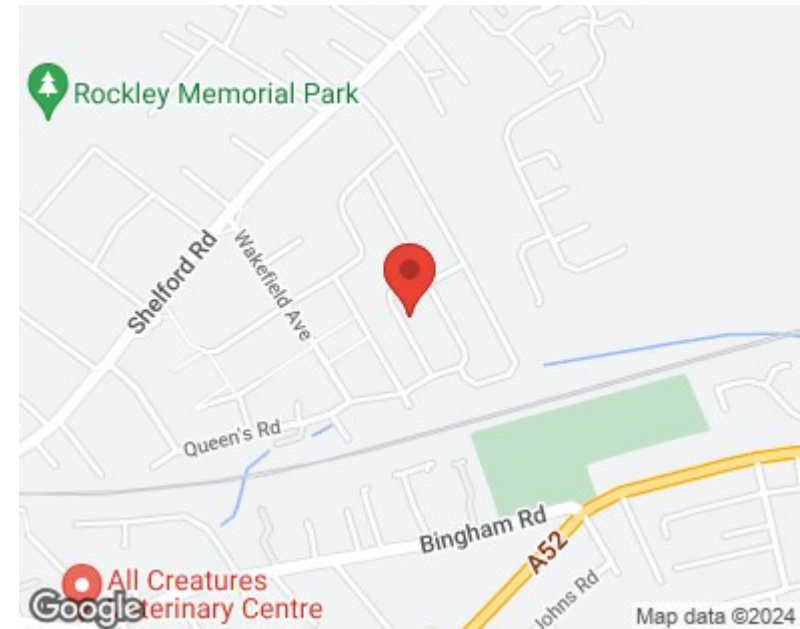 Rockley Memorial Park
Shelford Rd
Wakefield Ave
Queen's Rd
Bingham Rd
A52
Johns Rd
All Creatures
terinary Centre
Google
Map data ©2024